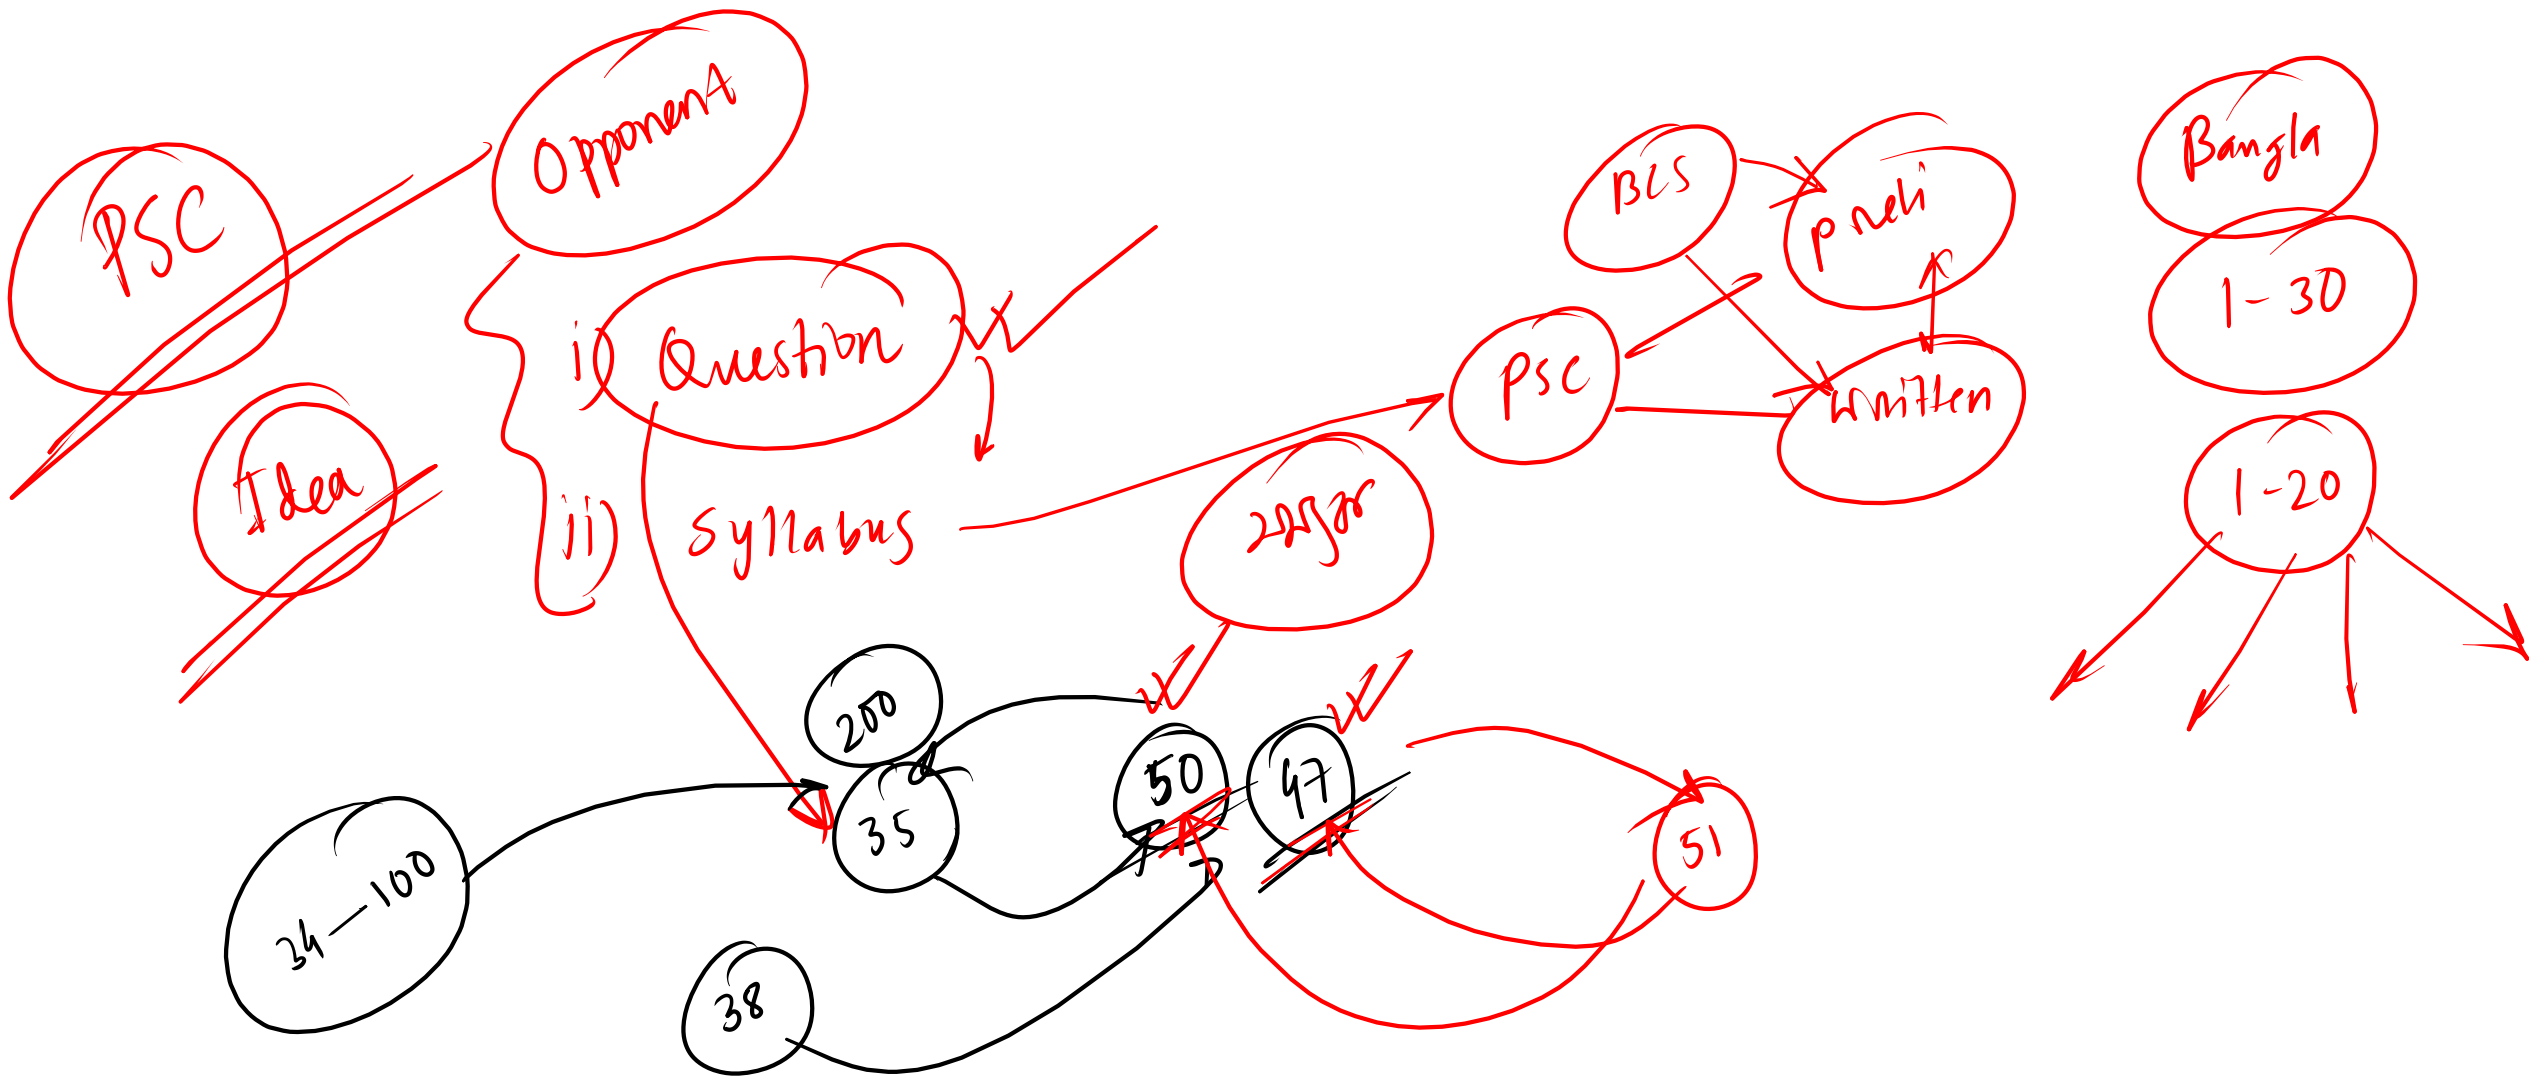 PSC
Opponent
Idea
i) Question
ii) Syllabus
BCS
preli
PSC
written
Bangla
1-30
1-20
200
35
50
47
51
34-100
38